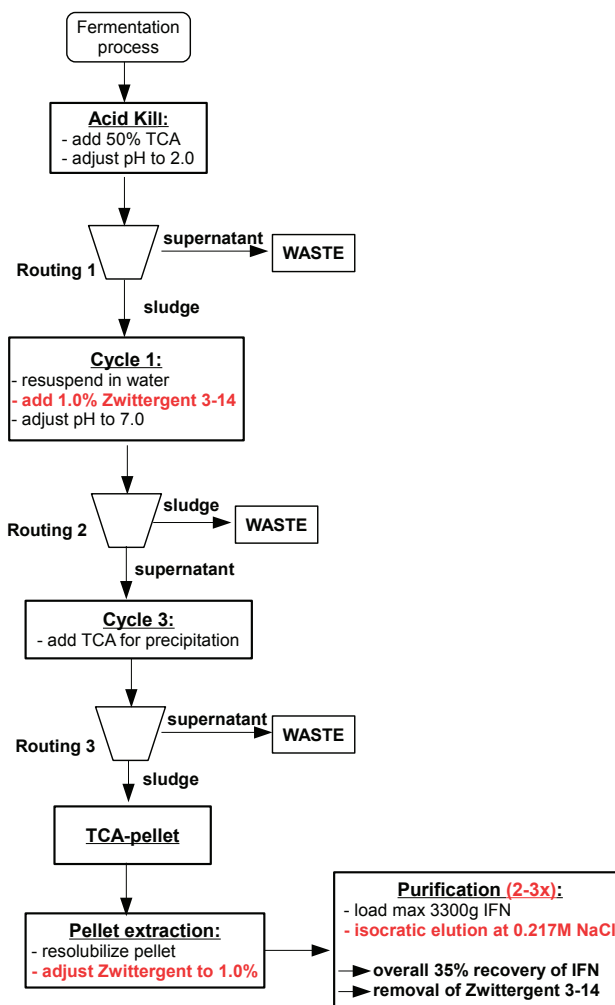 Fermentation
process
Acid Kill:
- add 50% TCA
- adjust pH to 2.0
supernatant
WASTE
Routing 1
sludge
Cycle 1:
- resuspend in water
- add 1.0% Zwittergent 3-14
- adjust pH to 7.0
sludge
WASTE
Routing 2
supernatant
Cycle 3:
- add TCA for precipitation
supernatant
WASTE
Routing 3
sludge
TCA-pellet
Pellet extraction:
- resolubilize pellet
- adjust Zwittergent to 1.0%
Purification (2-3x):
- load max 3300g IFN
- isocratic elution at 0.217M NaCl
overall 35% recovery of IFN
removal of Zwittergent 3-14